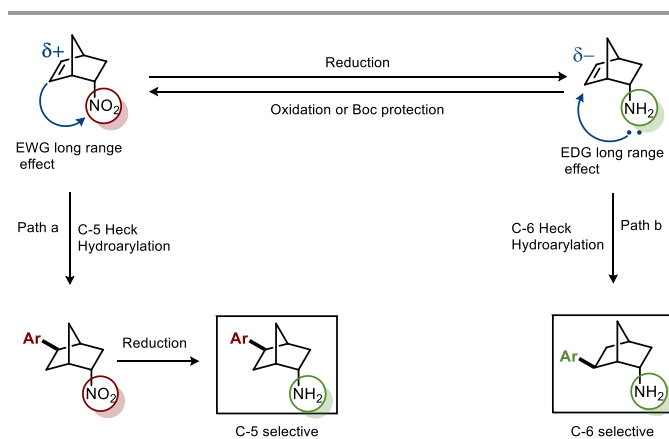 δ+
NO2
EWG long range
effect
Reduction
Oxidation or Boc protection
δ−
NH2
EDG long range
effect
Path a
C-5 Heck
Hydroarylation
C-6 Heck
Hydroarylation
Path b
Ar
NO2
Reduction
Ar
NH2
C-5 selective
Ar
NH2
C-6 selective